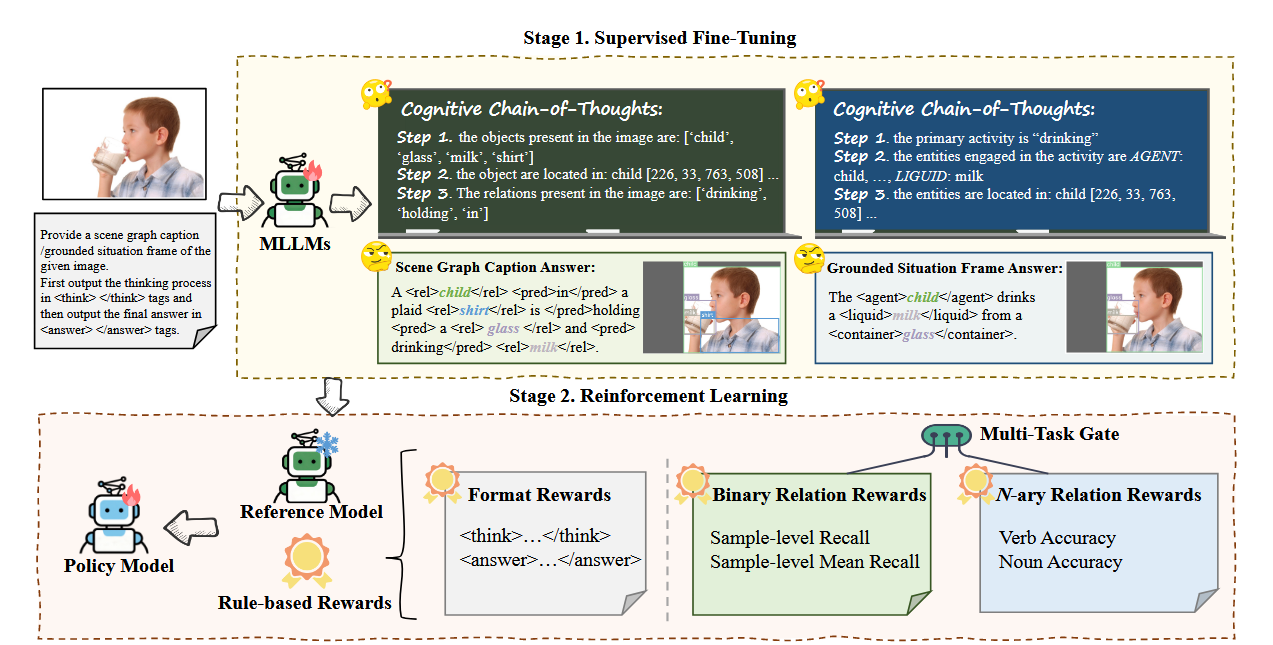 Stage 1. Supervised Fine-Tuning
Provide a scene graph caption
/grounded situation frame of the
given image.
First output the thinking process
in <think> </think> tags and
then output the final answer in
<answer> </answer> tags.
MLLMs
Cognitive Chain-of-Thoughts:
Step 1. the objects present in the image are: [‘child’,
‘glass’, ‘milk’, ‘shirt’]
Step 2. the object are located in: child [226, 33, 763, 508] ...
Step 3. The relations present in the image are: [‘drinking’,
‘holding’, ‘in’]
Cognitive Chain-of-Thoughts:
Step 1. the primary activity is “drinking”
Step 2. the entities engaged in the activity are AGENT:
child, …, LIGUID: milk
Step 3. the entities are located in: child [226, 33, 763,
508] ...
Scene Graph Caption Answer:
A <rel>child</rel> <pred>in</pred> a
plaid <rel>shirt</rel> is </pred>holding
<pred> a <rel> glass </rel> and <pred>
drinking</pred> <rel>milk</rel>.
child
glass
shirt
Grounded Situation Frame Answer:
The <agent>child</agent> drinks
a <liquid>milk</liquid> from a
<container>glass</container>.
child
glass
Stage 2. Reinforcement Learning
Policy Model
Reference Model
Rule-based Rewards
Format Rewards
<think>…</think>
<answer>…</answer>
Multi-Task Gate
Binary Relation Rewards
Sample-level Recall
Sample-level Mean Recall
N-ary Relation Rewards
Verb Accuracy
Noun Accuracy